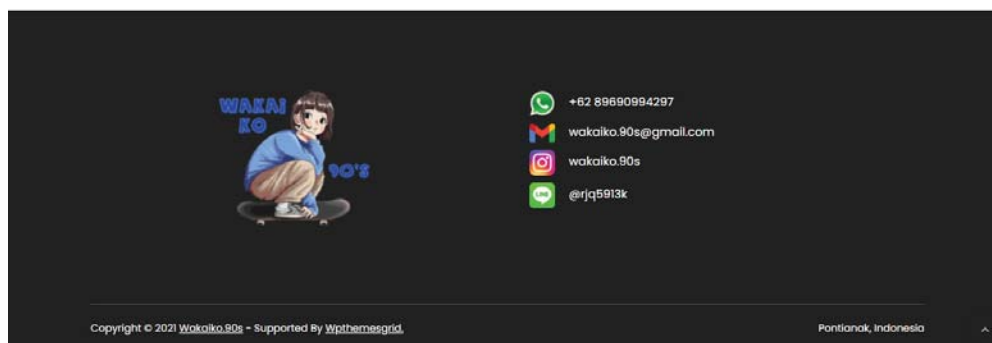 WAKAI
KO
90'S
+62 89690994297
wakaiko.90s@gmail.com
wakaiko.90s
LINE
@rjq5913k
Copyright © 2021 Wakaiko.90s - Supported By Wpthemesgrid.
Pontianak, Indonesia